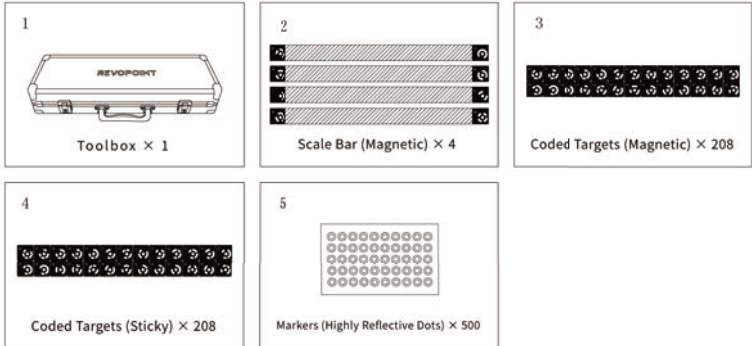 1
REVOPOINT
Toolbox × 1
2
Scale Bar (Magnetic) × 4
3
Coded Targets (Magnetic) × 208
4
Coded Targets (Sticky) × 208
5
Markers (Highly Reflective Dots) × 500